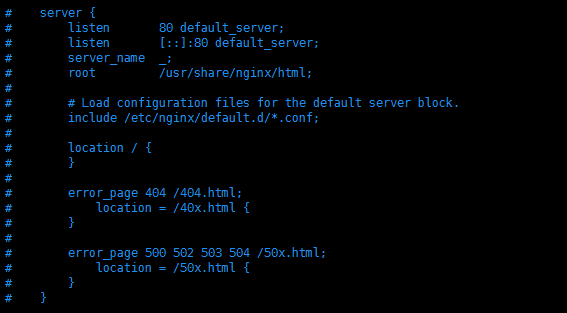 #    server {
#        listen       80 default_server;
#        listen       [::]:80 default_server;
#        server_name  _;
#        root         /usr/share/nginx/html;
#
#        # Load configuration files for the default server block.
#        include /etc/nginx/default.d/*.conf;
#
#        location / {
#        }
#
#        error_page 404 /404.html;
#            location = /40x.html {
#        }
#
#        error_page 500 502 503 504 /50x.html;
#            location = /50x.html {
#        }
#    }